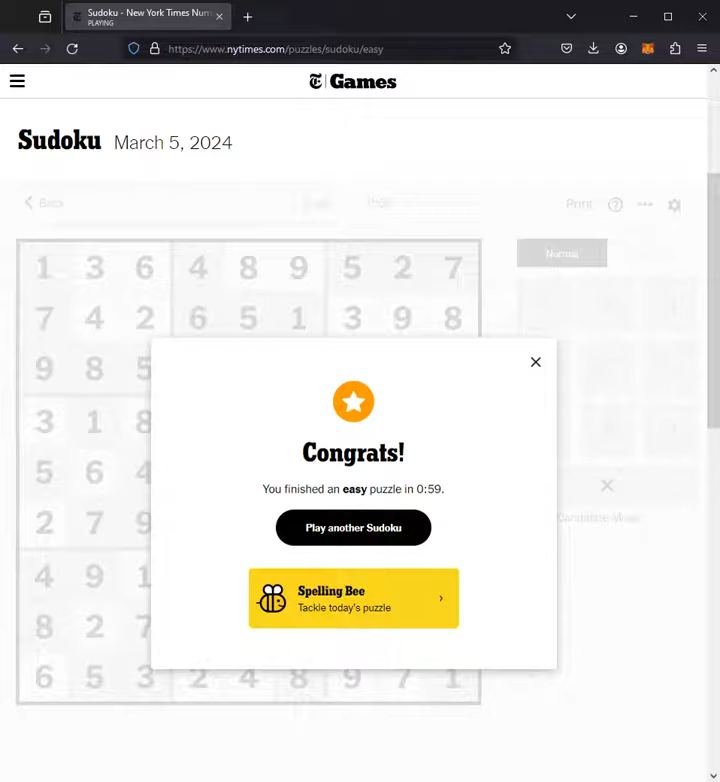 Sudoku - New York Times Num
PLAYING
https://www.nytimes.com/puzzles/sudoku/easy
Games
Sudoku March 5, 2024
Back
Print
1 3 6 4 8 9 5 2 7
Normal
7 4 2 6 5 1 3 9 8
9 8 5
3 1 8
Congrats!
5 6 4
You finished an easy puzzle in 0:59.
2 7 9
Play another Sudoku
Candidate Mode
4 9 1
Spelling Bee
Tackle today's puzzle
8 2 7
6 5 3 2 4 8 9 7 1